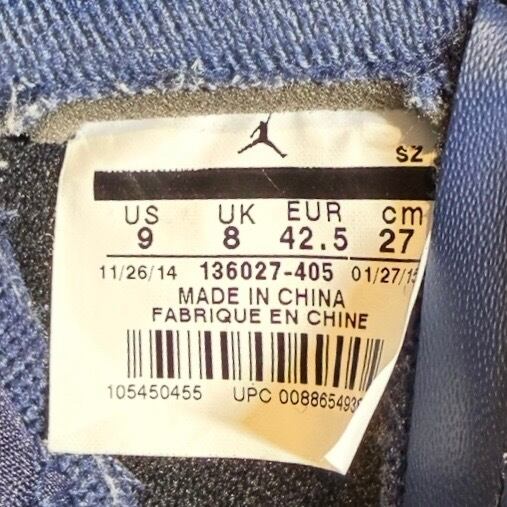 SZ
US UK EUR cm
9 8 42.5 27
11/26/14 136027-405 01/27/15
MADE IN CHINA
FABRIQUE EN CHINE
105450455 UPC